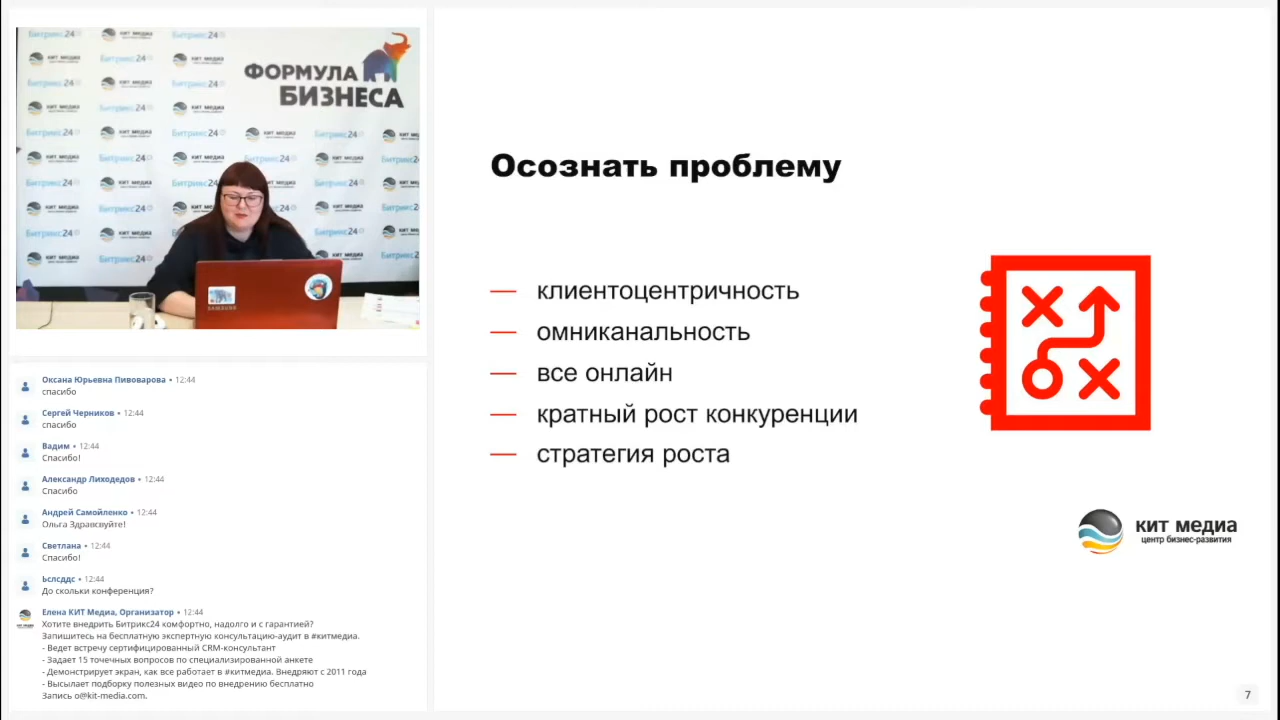 ФОРМУЛА
БИЗНЕСА
Битрикс24
кит медиа
SAMSUNG
Осознать проблему
— клиентоцентричность
— омниканальность
— все онлайн
— кратный рост конкуренции
— стратегия роста
кит медиа
центр бизнес-развития
7
Оксана Юрьевна Пивоварова • 12:44
спасибо
Сергей Черников • 12:44
спасибо
Вадим • 12:44
Спасибо!
Александр Лиходедов • 12:44
Спасибо
Андрей Самойленко • 12:44
Ольга Здравсвуйте!
Светлана • 12:44
Спасибо!
Ьслсддс • 12:44
До скольки конференция?
Елена КИТ Медиа, Организатор • 12:44
Хотите внедрить Битрикс24 комфортно, надолго и с гарантией?
Запишитесь на бесплатную экспертную консультацию-аудит в #китмедиа.
- Ведет встречу сертифицированный CRM-консультант
- Задает 15 точечных вопросов по специализированной анкете
- Демонстрирует экран, как все работает в #китмедиа. Внедряют с 2011 года
- Высылает подборку полезных видео по внедрению бесплатно
Запись o@kit-media.com.